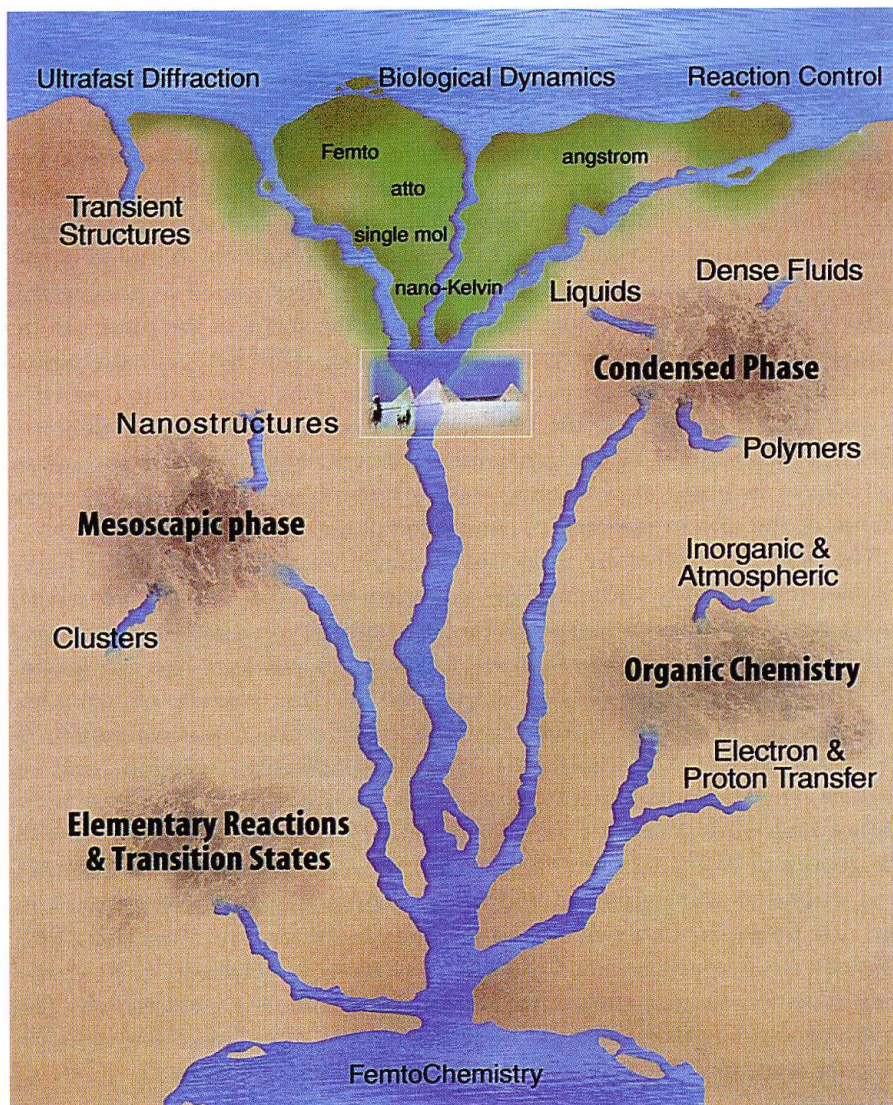 Ultrafast Diffraction
Biological Dynamics
Reaction Control
Femto
angstrom
atto
Transient
Structures
single mol
Dense Fluids
nano-Kelvin
Liquids
Condensed Phase
Nanostructures
Polymers
Mesoscapic phase
Inorganic &
Atmospheric
Clusters
Organic Chemistry
Electron &
Proton Transfer
Elementary Reactions
& Transition States
FemtoChemistry